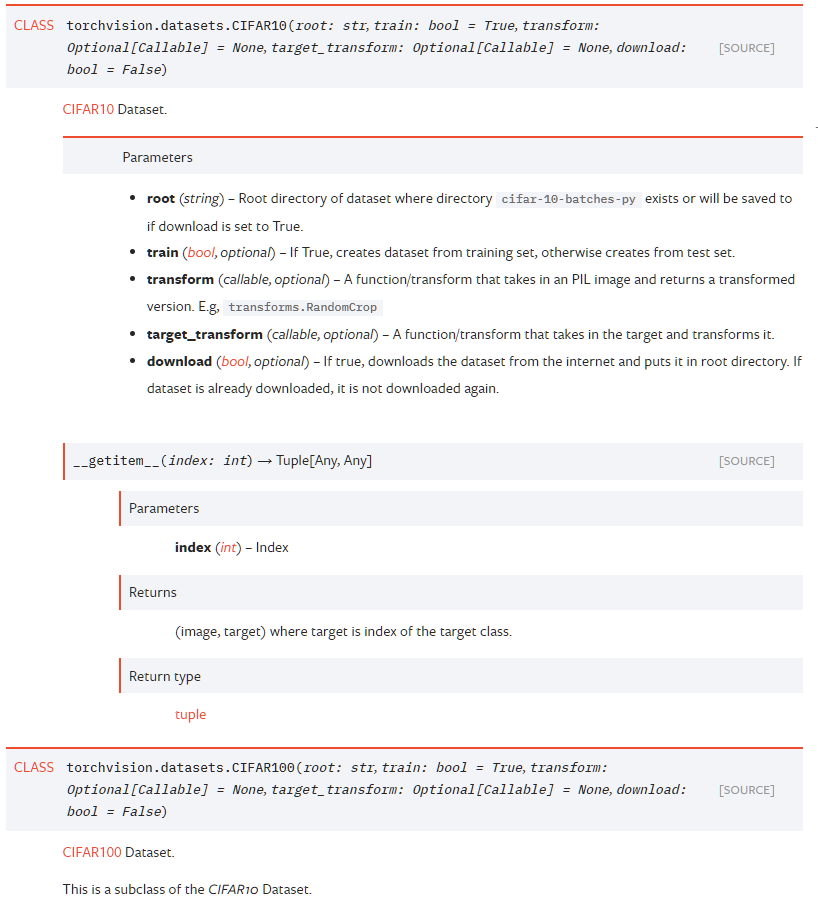 CLASS torchvision.datasets.CIFAR10(root: str, train: bool = True, transform:
Optional[Callable] = None, target_transform: Optional[Callable] = None, download: [SOURCE]
bool = False)
CIFAR10 Dataset.
Parameters
• root (string) – Root directory of dataset where directory cifar-10-batches-py exists or will be saved to
if download is set to True.
• train (bool, optional) – If True, creates dataset from training set, otherwise creates from test set.
• transform (callable, optional) – A function/transform that takes in an PIL image and returns a transformed
version. E.g, transforms.RandomCrop
• target_transform (callable, optional) – A function/transform that takes in the target and transforms it.
• download (bool, optional) – If true, downloads the dataset from the internet and puts it in root directory. If
dataset is already downloaded, it is not downloaded again.
__getitem__(index: int) → Tuple[Any, Any] [SOURCE]
Parameters
index (int) – Index
Returns
(image, target) where target is index of the target class.
Return type
tuple
CLASS torchvision.datasets.CIFAR100(root: str, train: bool = True, transform:
Optional[Callable] = None, target_transform: Optional[Callable] = None, download: [SOURCE]
bool = False)
CIFAR100 Dataset.
This is a subclass of the CIFAR10 Dataset.